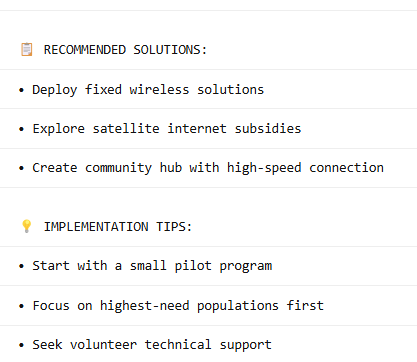 📋 RECOMMENDED SOLUTIONS:
• Deploy fixed wireless solutions
• Explore satellite internet subsidies
• Create community hub with high-speed connection
💡 IMPLEMENTATION TIPS:
• Start with a small pilot program
• Focus on highest-need populations first
• Seek volunteer technical support